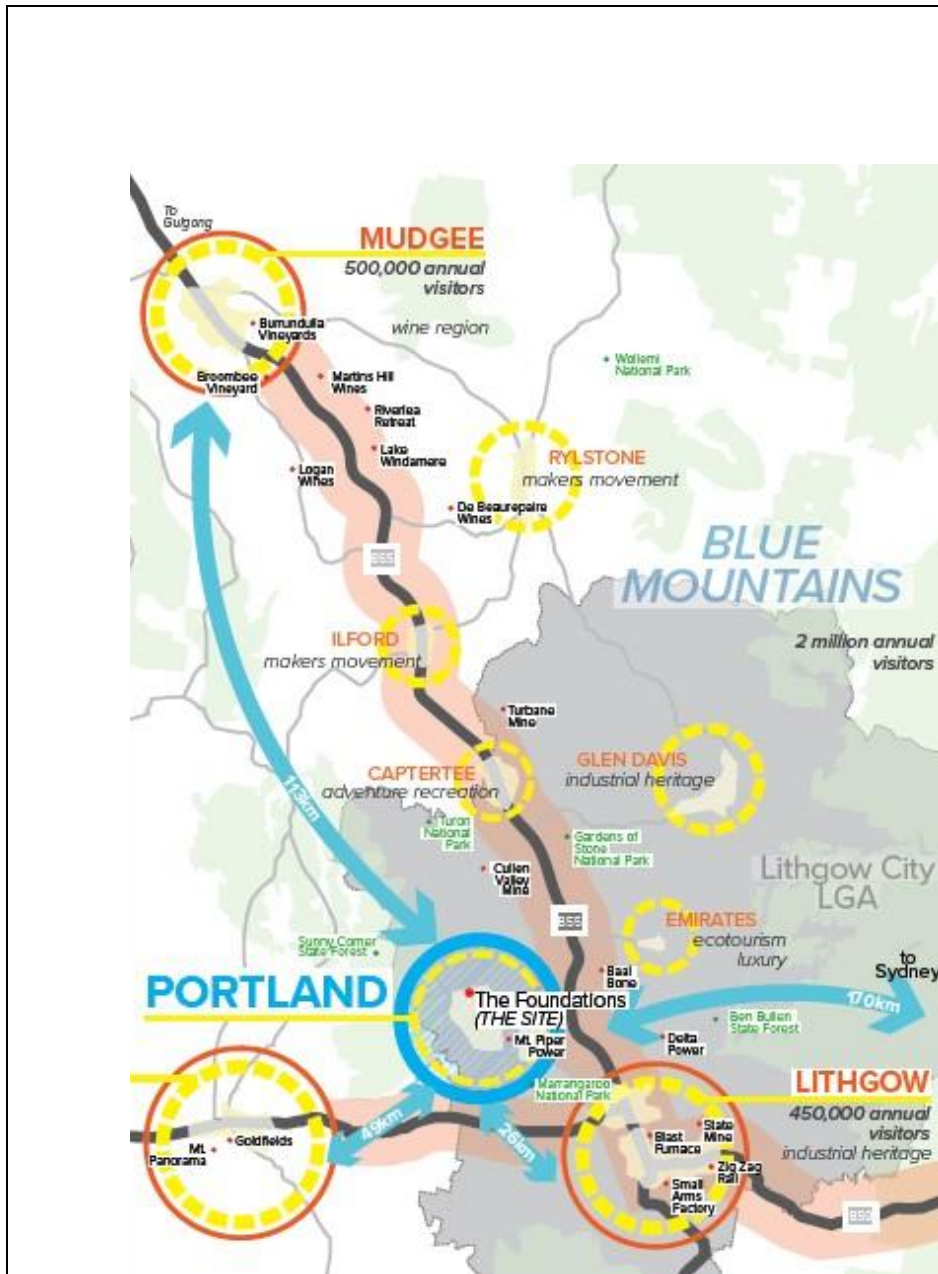 To
Gulgong
MUDGEE
500,000 annual
visitors
wine region
Burrundulla
Vineyards
Broombee
Vineyard
Martins Hill
Wines
Riverlea
Retreat
Lake
Windamere
Logan
Wines
Wollemi
National Park
RYLSTONE
makers movement
De Beaurepaire
Wines
BLUE
MOUNTAINS
2 million annual
visitors
ILFORD
makers movement
Turbane
Mine
CAPTERTEE
adventure recreation
GLEN DAVIS
industrial heritage
113km
Turon
National
Park
Gardens of
Stone
National Park
Cullen
Valley
Mine
Lithgow City
LGA
EMIRATES
ecotourism
luxury
Sunny Corner
State Forest
Baal
Bone
to
Sydney
170km
PORTLAND
The Foundations
(THE SITE)
Mt. Piper
Power
Ben Bullen
State Forest
Delta
Power
Marrangaroo
National Park
LITHGOW
450,000 annual
visitors
industrial heritage
49km
26km
Goldfields
Mt.
Panorama
Blast
Furnace
State
Mine
Zig Zag
Rail
Small
Arms
Factory